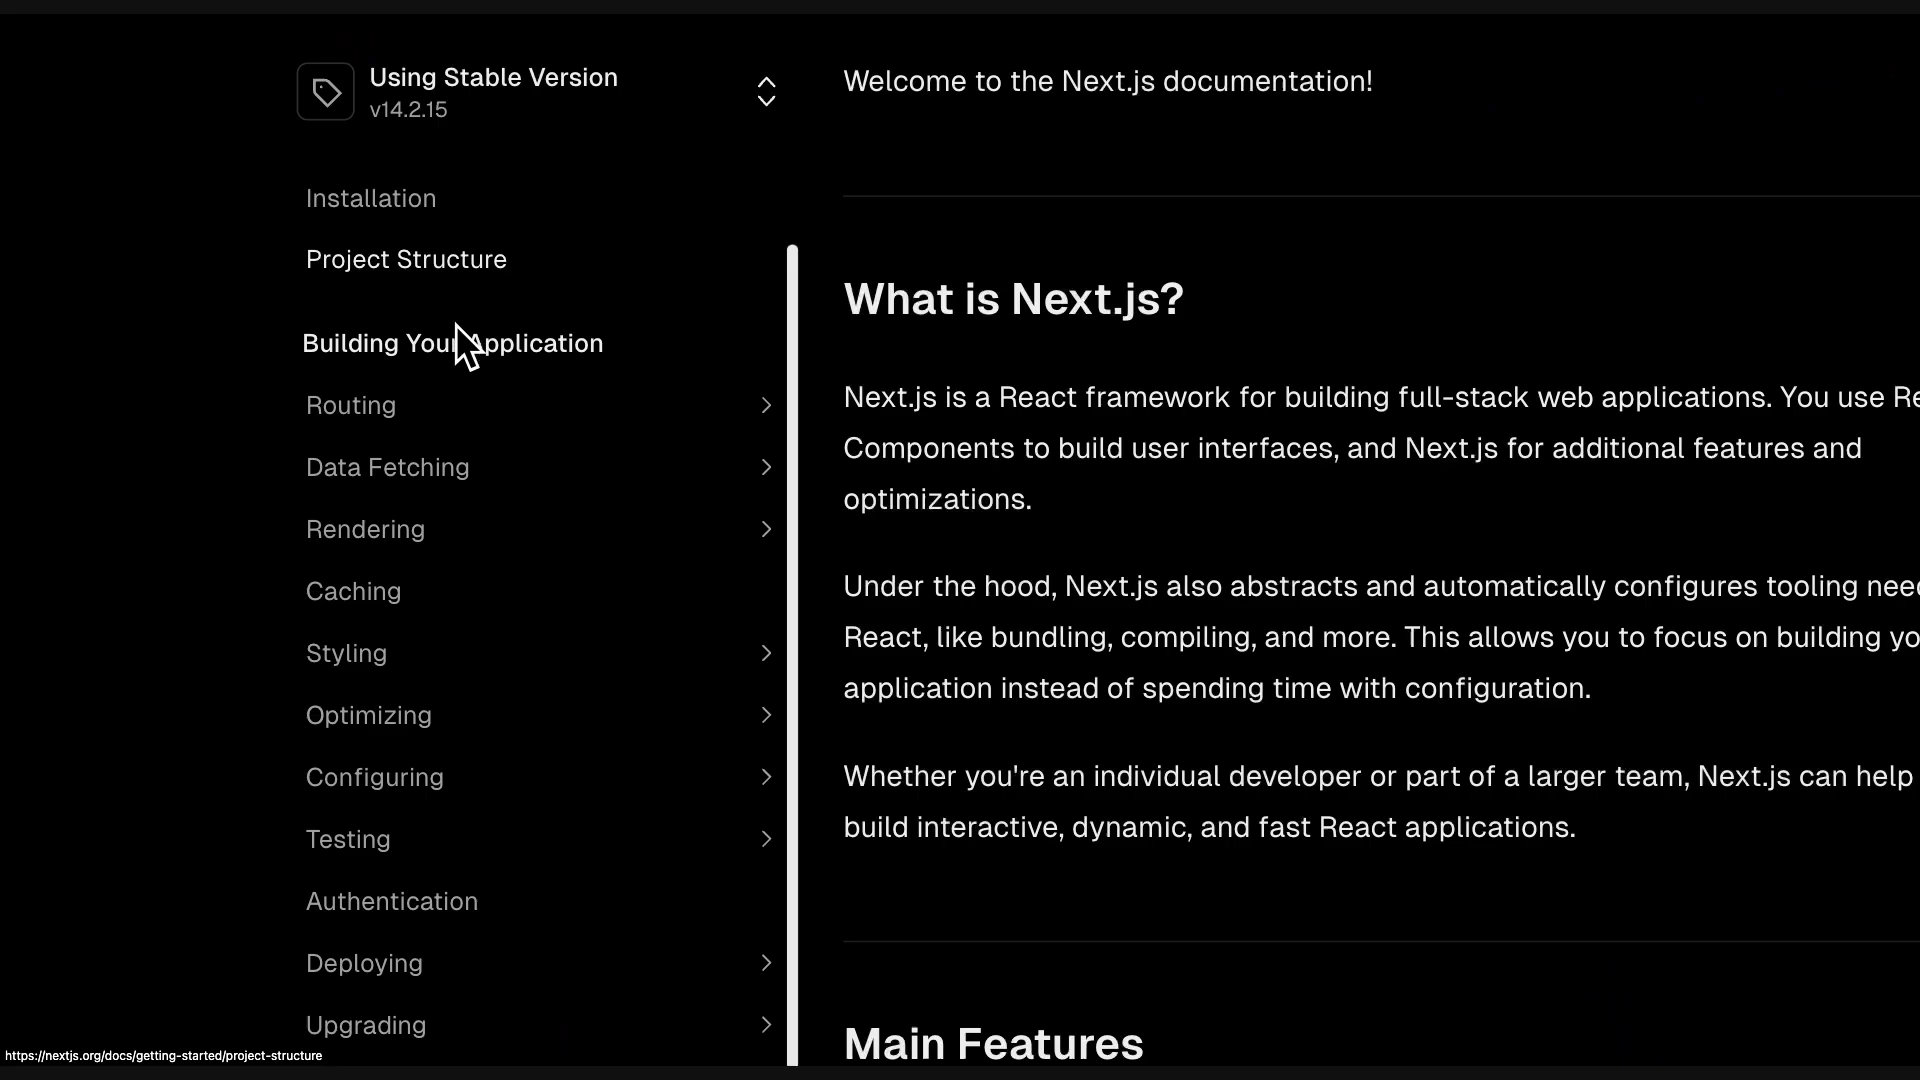 Using Stable Version
v14.2.15
Installation
Project Structure
Building Your Application
Routing
Data Fetching
Rendering
Caching
Styling
Optimizing
Configuring
Testing
Authentication
Deploying
Upgrading
Welcome to the Next.js documentation!
What is Next.js?
Next.js is a React framework for building full-stack web applications. You use Re
Components to build user interfaces, and Next.js for additional features and
optimizations.
Under the hood, Next.js also abstracts and automatically configures tooling need
React, like bundling, compiling, and more. This allows you to focus on building yo
application instead of spending time with configuration.
Whether you're an individual developer or part of a larger team, Next.js can help
build interactive, dynamic, and fast React applications.
Main Features
https://nextjs.org/docs/getting-started/project-structure